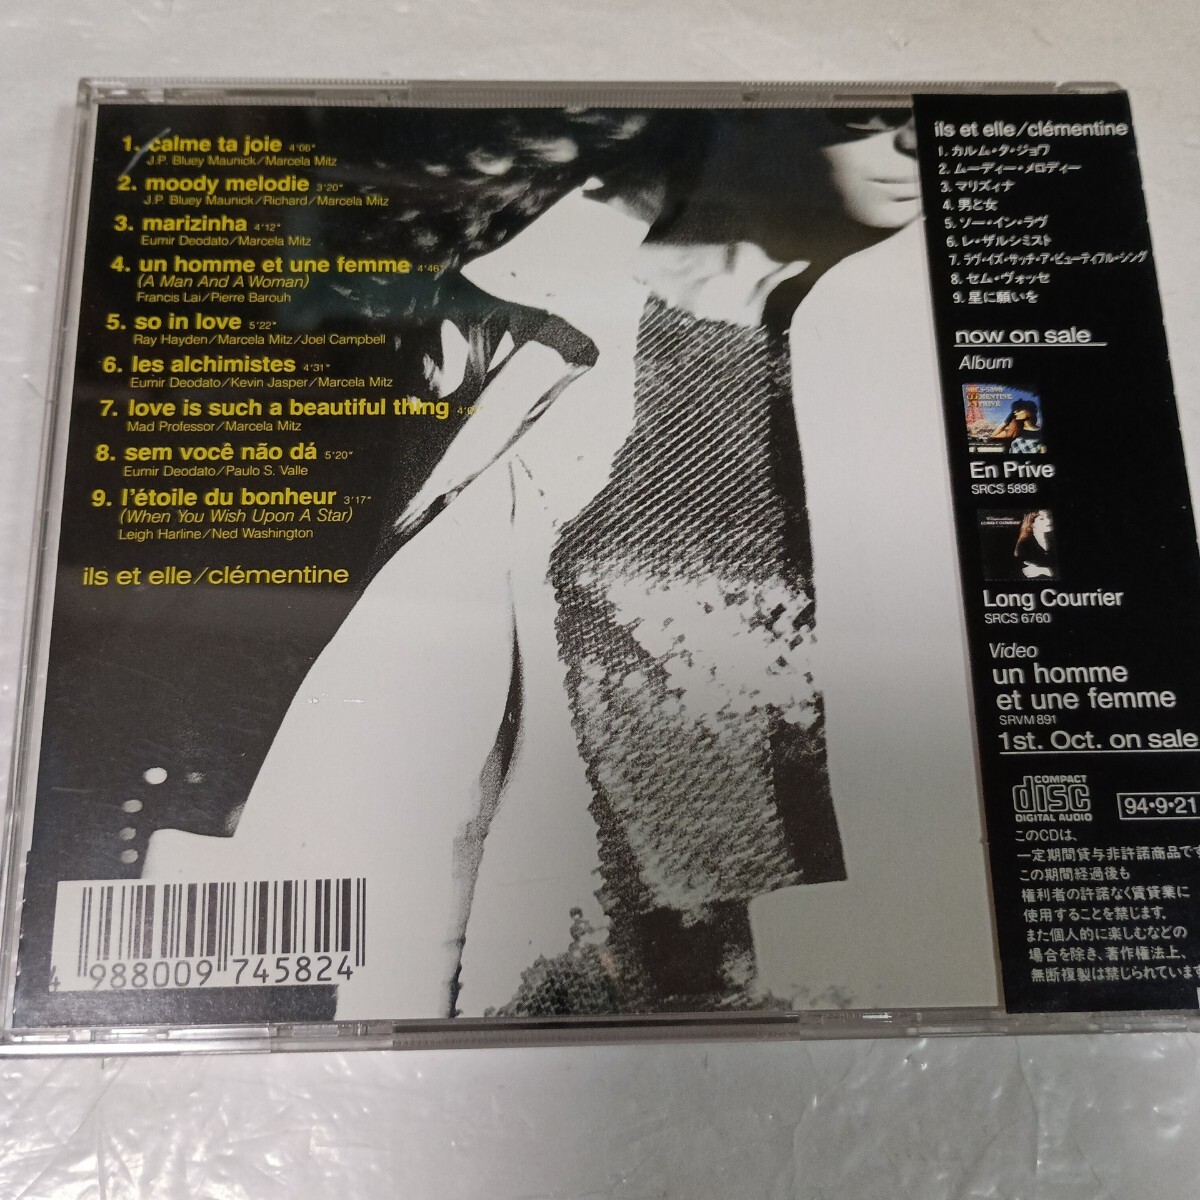 1. calme ta joie 4'06"
J.P. Bluey Maunick/Marcela Mitz
2. moody melodie 3'20"
J.P. Bluey Maunick/Richard/Marcela Mitz
3. marizinha 4'12"
Eumir Deodato/Marcela Mitz
4. un homme et une femme 4'46"
(A Man And A Woman)
Francis Lai/Pierre Barouh
5. so in love 5'22"
Ray Hayden/Marcela Mitz/Joel Campbell
6. les alchimistes 4'31"
Eumir Deodato/Kevin Jasper/Marcela Mitz
7. love is such a beautiful thing
Mad Professor/Marcela Mitz
8. sem você não dá 5'20"
Eumir Deodato/Paulo S. Valle
9. l'étoile du bonheur 3'17"
(When You Wish Upon A Star)
Leigh Harline/Ned Washington
ils et elle/clémentine
4 988009 745824
ils et elle/clémentine
1. カルム・タ・ジョワ
2. ムーディー・メロディー
3. マリズィナ
4. 男と女
5. ソー・イン・ラヴ
6. レ・ザルシミスト
7. ラヴ・イズ・サッチ・ア・ビューティフル・シング
8. セム・ヴォッセ
9. 星に願いを
now on sale
Album
En Prive
SRCS 5898
Long Courrier
SRCS 6760
Video
un homme
et une femme
SRVM 891
1st. Oct. on sale
COMPACT
disc
DIGITAL AUDIO
94・9・21
このCDは、
一定期間貸与非許諾商品です
この期間経過後も
権利者の許諾なく賃貸業に
使用することを禁じます。
また個人的に楽しむなどの
場合を除き、著作権法上、
無断複製は禁じられています